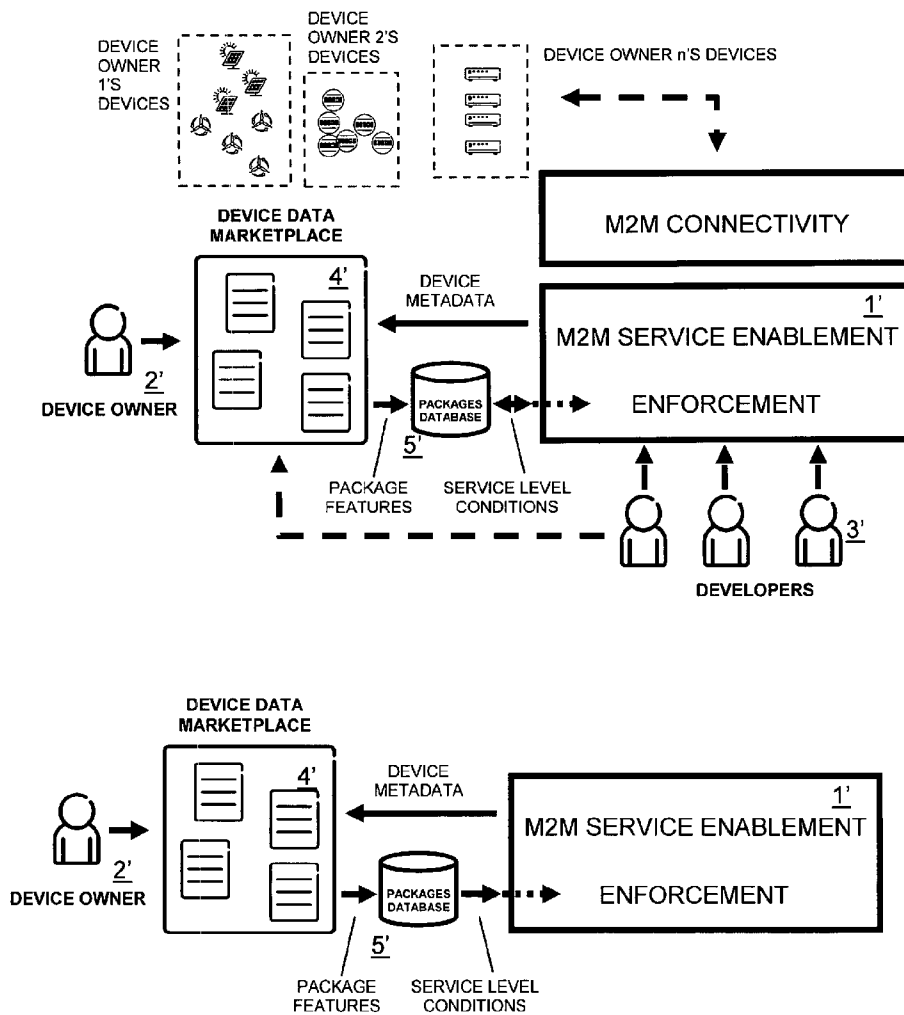 DEVICE
OWNER
1'S
DEVICES
DEVICE
OWNER 2'S
DEVICES
DEVICE OWNER n'S DEVICES
M2M CONNECTIVITY
DEVICE DATA
MARKETPLACE
4'
DEVICE
METADATA
1'
M2M SERVICE ENABLEMENT
ENFORCEMENT
2'
DEVICE OWNER
PACKAGES
DATABASE
5'
PACKAGE
FEATURES
SERVICE LEVEL
CONDITIONS
3'
DEVELOPERS
DEVICE DATA
MARKETPLACE
4'
DEVICE
METADATA
1'
M2M SERVICE ENABLEMENT
ENFORCEMENT
2'
DEVICE OWNER
PACKAGES
DATABASE
5'
PACKAGE
FEATURES
SERVICE LEVEL
CONDITIONS